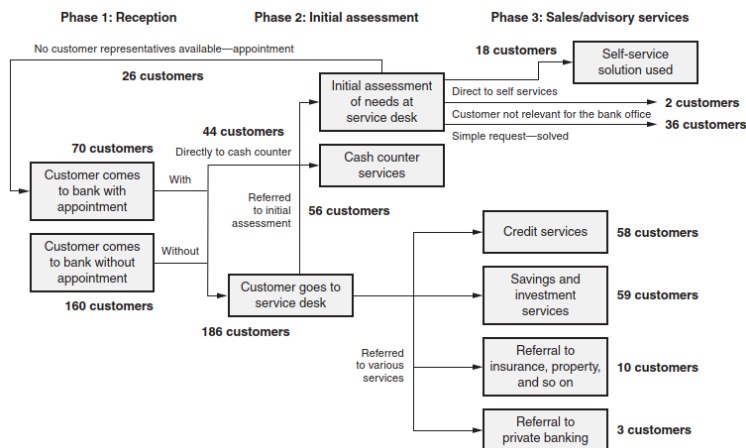 Phase 1: Reception
Phase 2: Initial assessment
Phase 3: Sales/advisory services
No customer representatives available—appointment
26 customers
18 customers
Self-service
solution used
Initial assessment
of needs at
service desk
Direct to self services
2 customers
Customer not relevant for the bank office
36 customers
Simple request—solved
70 customers
44 customers
Directly to cash counter
Cash counter
services
Customer comes
to bank with
appointment
With
Referred
to initial
assessment
56 customers
Customer comes
to bank without
appointment
Without
160 customers
Customer goes to
service desk
186 customers
Credit services
58 customers
Savings and
investment
services
59 customers
Referred
to various
services
Referral to
insurance, property,
and so on
10 customers
Referral to
private banking
3 customers